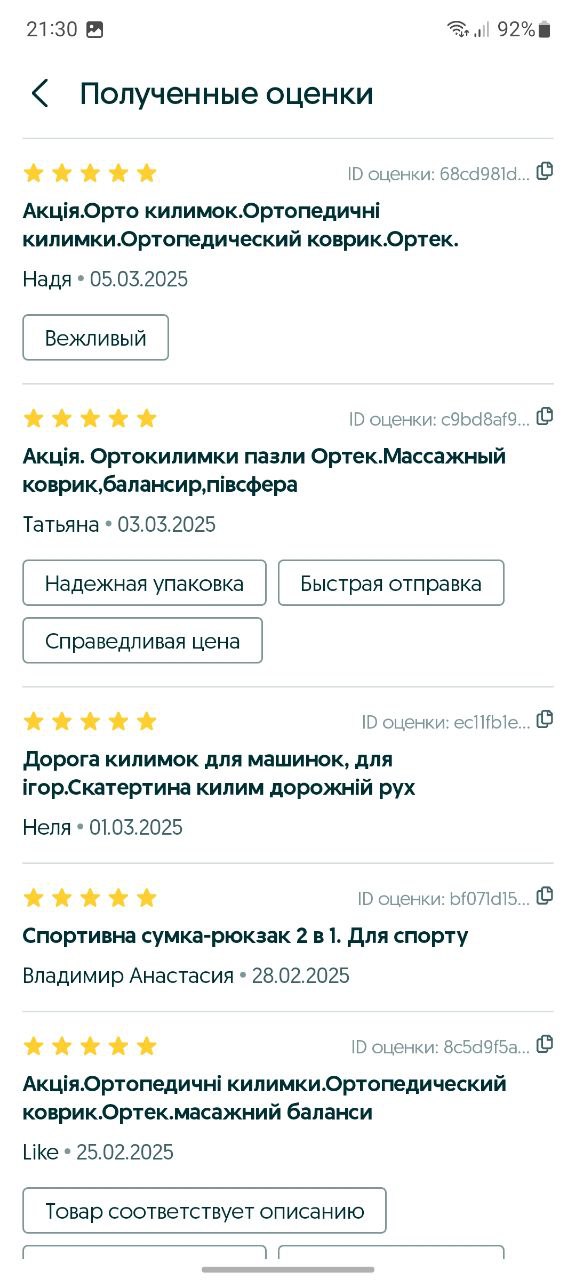 21:30 92%
Полученные оценки
ID оценки: 68cd981d...
Акція.Орто килимок.Ортопедичні
килимки.Ортопедический коврик.Ортек.
Надя • 05.03.2025
Вежливый
ID оценки: c9bd8af9...
Акція. Ортокилимки пазли Ортек.Массажный
коврик,балансир,півсфера
Татьяна • 03.03.2025
Надежная упаковка Быстрая отправка
Справедливая цена
ID оценки: ec11fb1e...
Дорога килимок для машинок, для
ігор.Скатертина килим дорожній рух
Неля • 01.03.2025
ID оценки: bf071d15...
Спортивна сумка-рюкзак 2 в 1. Для спорту
Владимир Анастасия • 28.02.2025
ID оценки: 8c5d9f5a...
Акція.Ортопедичні килимки.Ортопедический
коврик.Ортек.масажний баланси
Like • 25.02.2025
Товар соответствует описанию